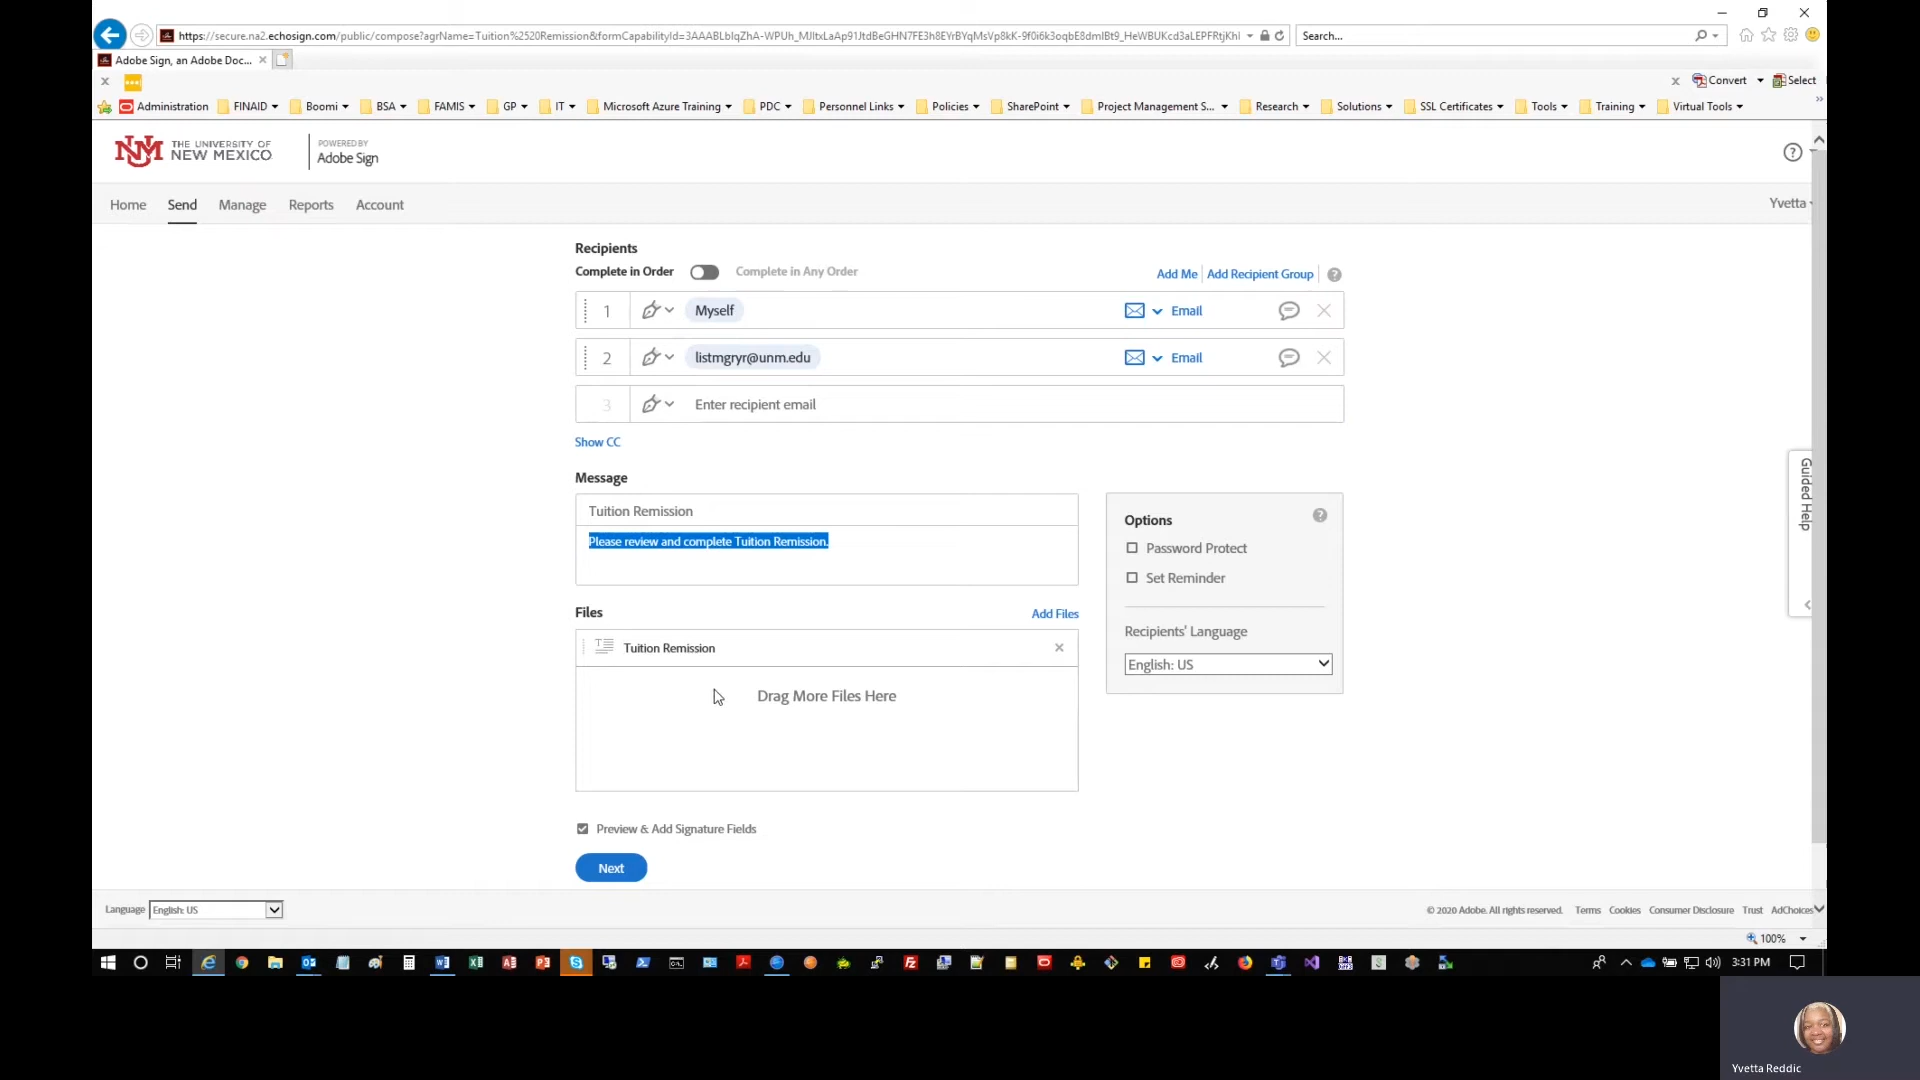 https://secure.na2.echosign.com/public/compose?agrName=Tuition%2520Remission&formCapabilityId=
Search...
Adobe Sign, an Adobe Doc...
Convert
Select
Administration FINAID Boomi BSA FAMIS GP IT Microsoft Azure Training PDC Personnel Links Policies SharePoint Project Management S... Research Solutions SSL Certificates Tools Training Virtual Tools
THE UNIVERSITY OF
NEW MEXICO
POWERED BY
Adobe Sign
Home Send Manage Reports Account
Yvetta
Recipients
Complete in Order Complete in Any Order
Add Me Add Recipient Group
1 Myself Email
2 listmgryr@unm.edu Email
3 Enter recipient email
Show CC
Message
Tuition Remission
Please review and complete Tuition Remission.
Options
Password Protect
Set Reminder
Recipients' Language
English: US
Guided Help
Files
Add Files
Tuition Remission
Drag More Files Here
Preview & Add Signature Fields
Next
Language English: US
© 2020 Adobe. All rights reserved. Terms Cookies Consumer Disclosure Trust AdChoices
100%
3:31 PM
Yvetta Reddic